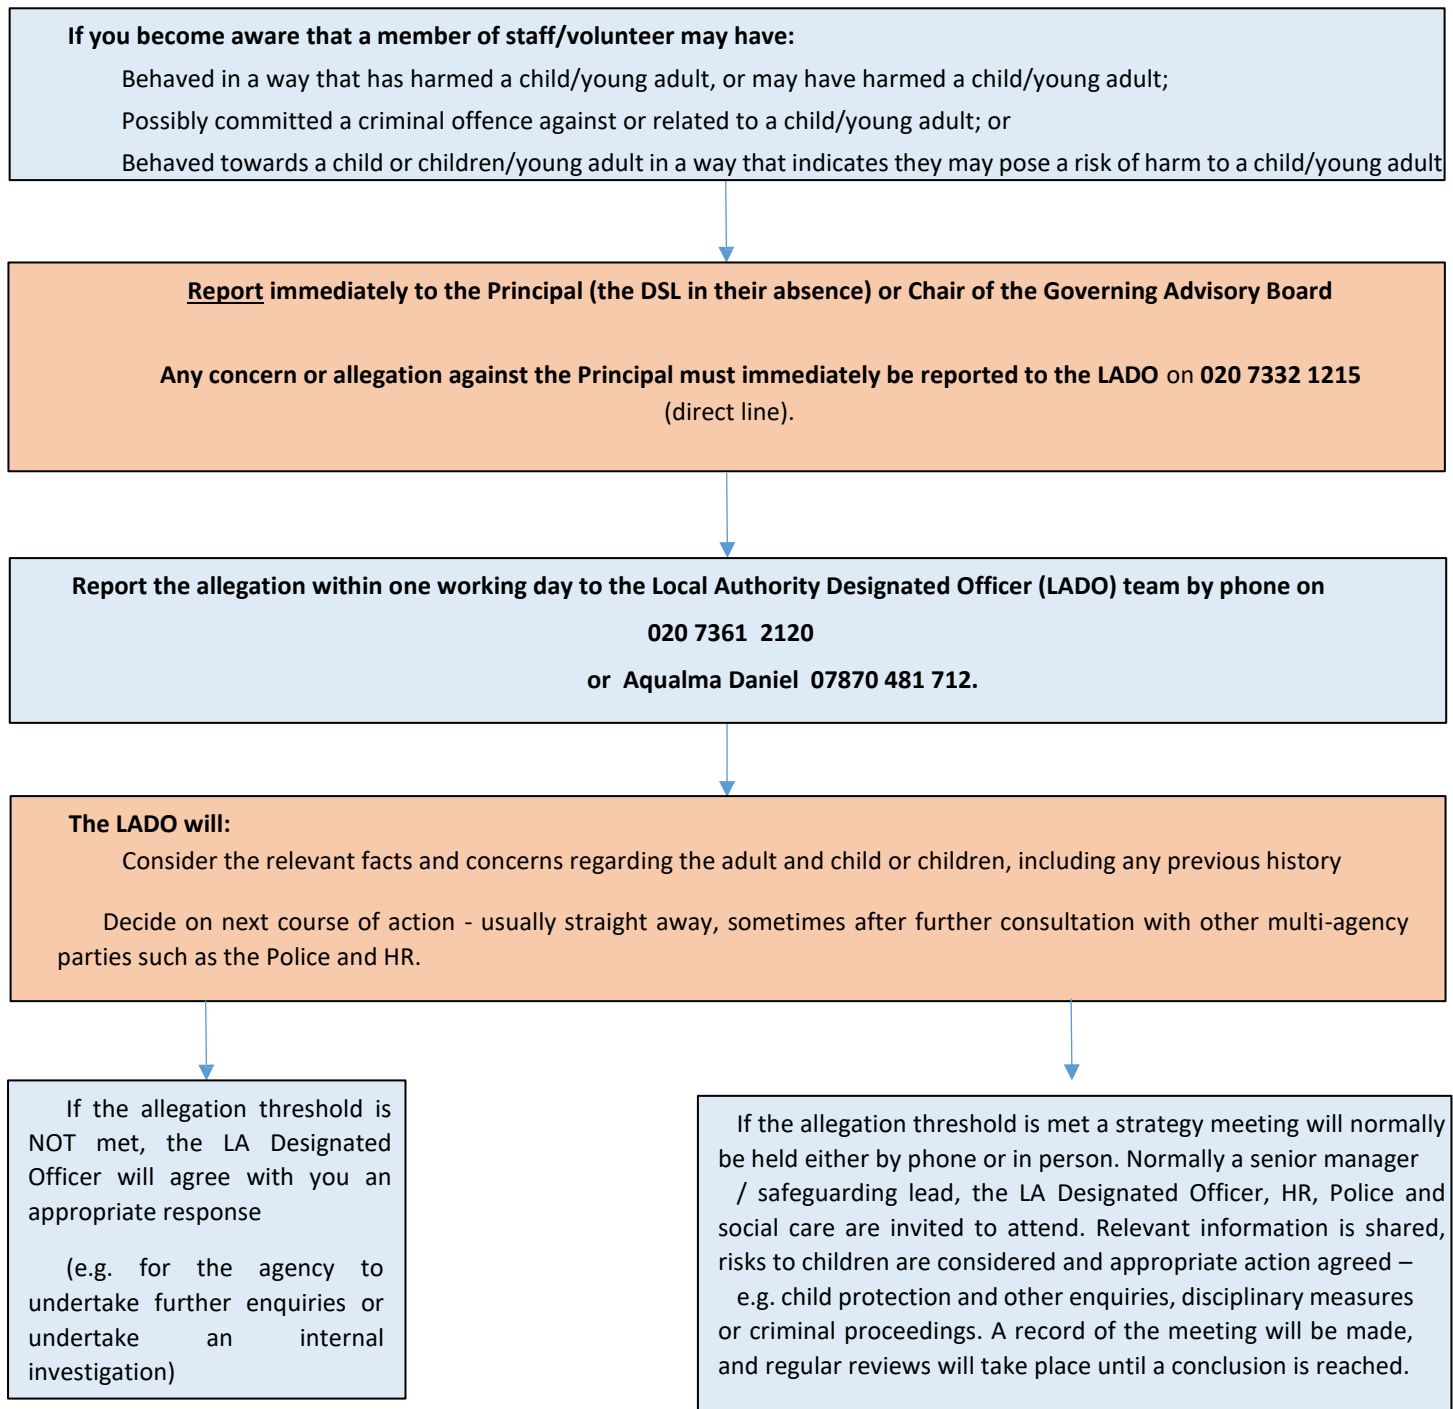 If you become aware that a member of staff/volunteer may have:
Behaved in a way that has harmed a child/young adult, or may have harmed a child/young adult;
Possibly committed a criminal offence against or related to a child/young adult; or
Behaved towards a child or children/young adult in a way that indicates they may pose a risk of harm to a child/young adult
Report immediately to the Principal (the DSL in their absence) or Chair of the Governing Advisory Board
Any concern or allegation against the Principal must immediately be reported to the LADO on 020 7332 1215
(direct line).
Report the allegation within one working day to the Local Authority Designated Officer (LADO) team by phone on
020 7361 2120
or Aqualma Daniel 07870 481 712.
The LADO will:
Consider the relevant facts and concerns regarding the adult and child or children, including any previous history
Decide on next course of action - usually straight away, sometimes after further consultation with other multi-agency
parties such as the Police and HR.
If the allegation threshold is
NOT met, the LA Designated
Officer will agree with you an
appropriate response
(e.g. for the agency to
undertake further enquiries or
undertake an internal
investigation)
If the allegation threshold is met a strategy meeting will normally
be held either by phone or in person. Normally a senior manager
/ safeguarding lead, the LA Designated Officer, HR, Police and
social care are invited to attend. Relevant information is shared,
risks to children are considered and appropriate action agreed –
e.g. child protection and other enquiries, disciplinary measures
or criminal proceedings. A record of the meeting will be made,
and regular reviews will take place until a conclusion is reached.